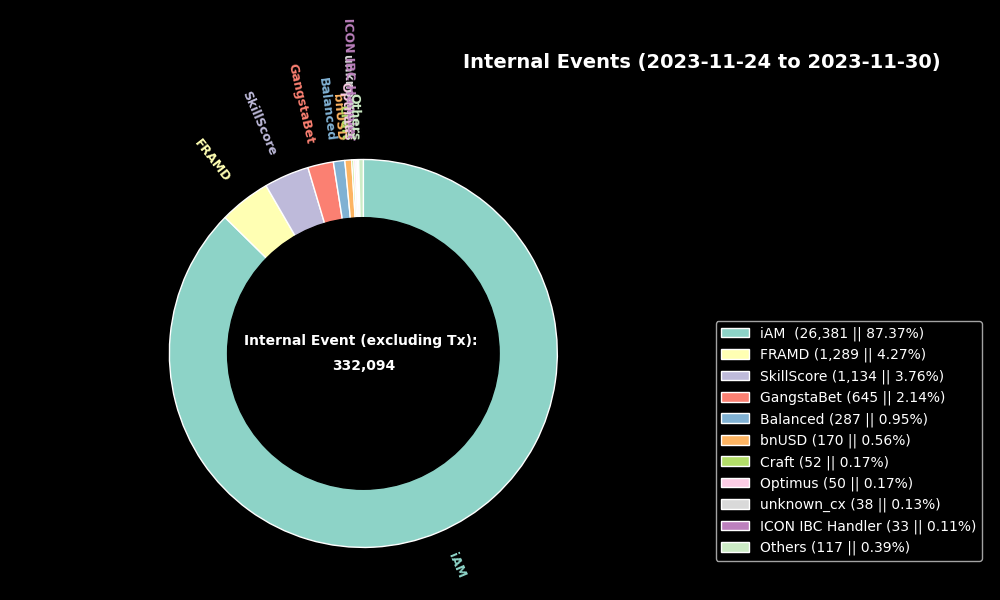 Internal Events (2023-11-24 to 2023-11-30)
FRAMD
SkillScore
GangstaBet
Balanced
bnUSD
Others
Internal Event (excluding Tx):
332,094
iAM
iAM (26,381 || 87.37%)
FRAMD (1,289 || 4.27%)
SkillScore (1,134 || 3.76%)
GangstaBet (645 || 2.14%)
Balanced (287 || 0.95%)
bnUSD (170 || 0.56%)
Craft (52 || 0.17%)
Optimus (50 || 0.17%)
unknown_cx (38 || 0.13%)
ICON IBC Handler (33 || 0.11%)
Others (117 || 0.39%)